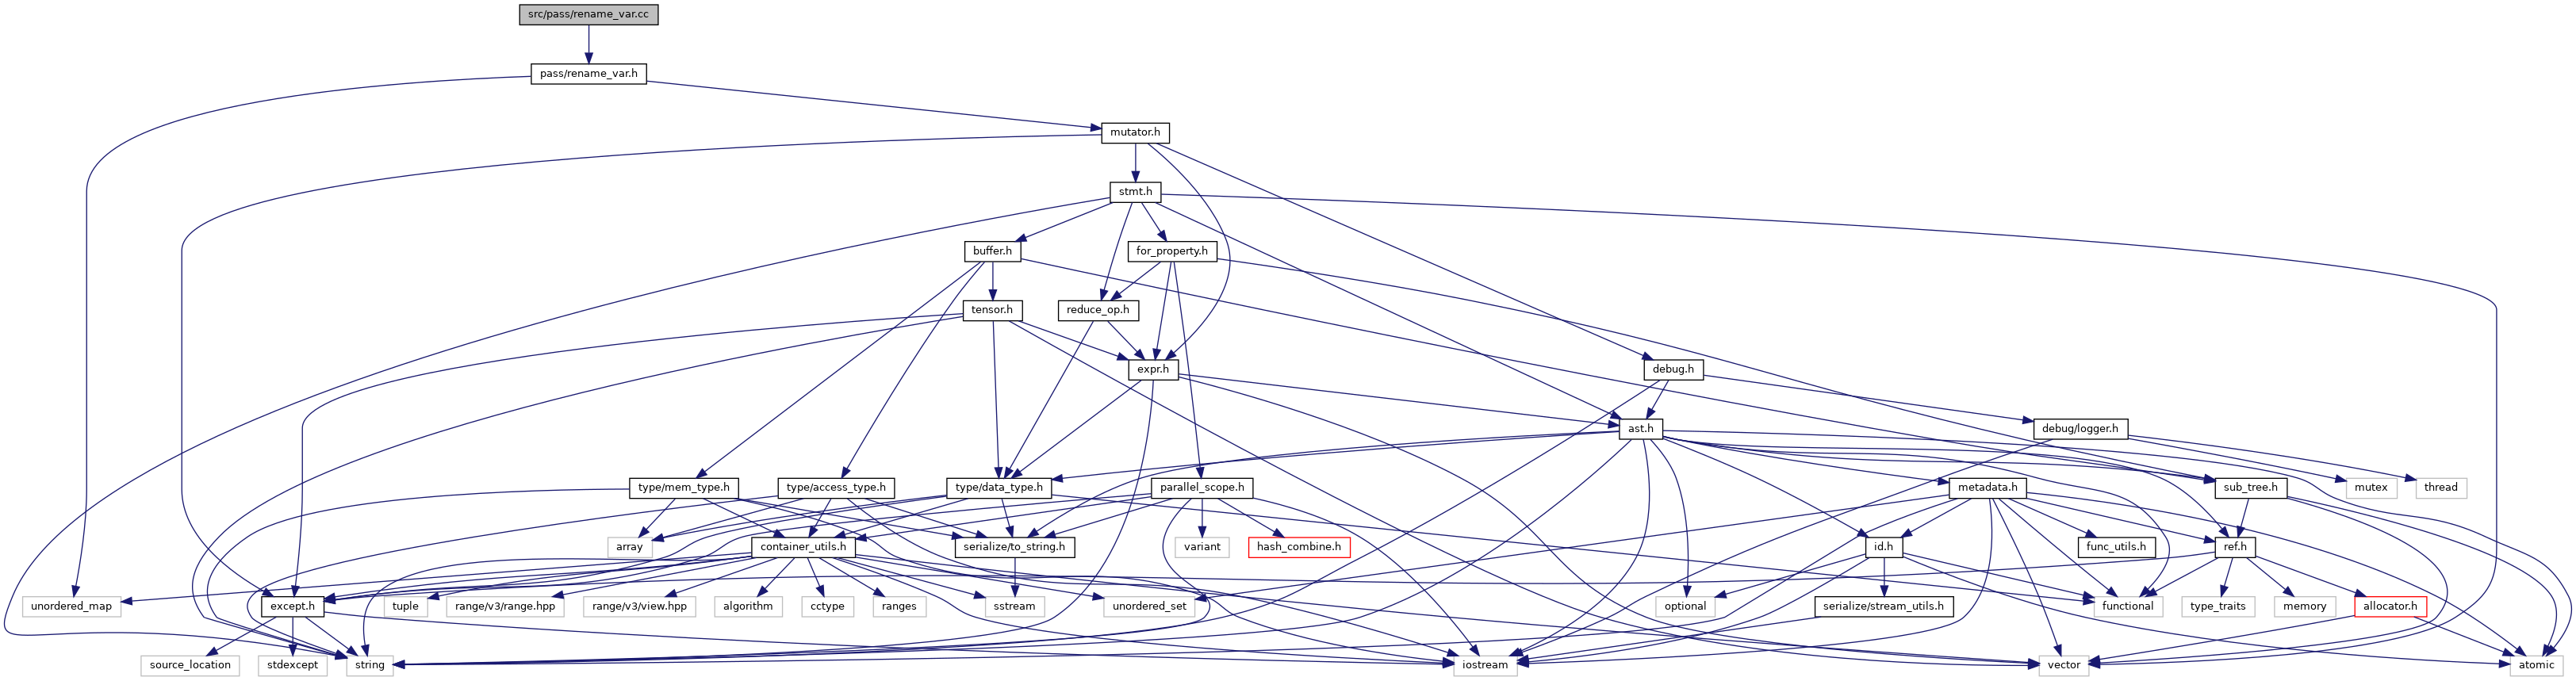 src/pass/rename_var.cc
pass/rename_var.h
mutator.h
stmt.h
buffer.h
for_property.h
tensor.h
reduce_op.h
expr.h
debug.h
ast.h
debug/logger.h
type/mem_type.h
type/access_type.h
type/data_type.h
parallel_scope.h
metadata.h
sub_tree.h
mutex
thread
array
container_utils.h
serialize/to_string.h
variant
hash_combine.h
id.h
func_utils.h
ref.h
unordered_map
except.h
tuple
range/v3/range.hpp
range/v3/view.hpp
algorithm
cctype
ranges
sstream
unordered_set
optional
serialize/stream_utils.h
functional
type_traits
memory
allocator.h
source_location
stdexcept
string
iostream
vector
atomic